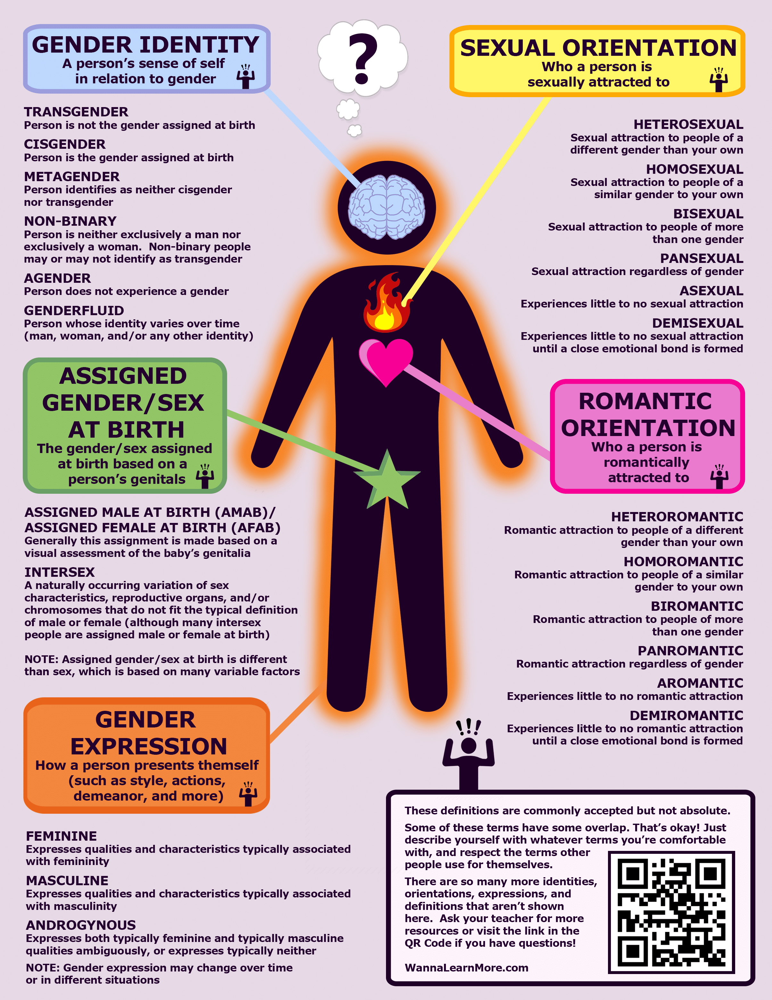 GENDER IDENTITY
A person's sense of self
in relation to gender
TRANSGENDER
Person is not the gender assigned at birth
CISGENDER
Person is the gender assigned at birth
METAGENDER
Person identifies as neither cisgender
nor transgender
NON-BINARY
Person is neither exclusively a man nor
exclusively a woman.  Non-binary people
may or may not identify as transgender
AGENDER
Person does not experience a gender
GENDERFLUID
Person whose identity varies over time
(man, woman, and/or any other identity)
ASSIGNED
GENDER/SEX
AT BIRTH
The gender/sex assigned
at birth based on a
person's genitals
!!!
ASSIGNED MALE AT BIRTH (AMAB)/
ASSIGNED FEMALE AT BIRTH (AFAB)
Generally this assignment is made based on a
visual assessment of the baby's genitalia
INTERSEX
A naturally occurring variation of sex
characteristics, reproductive organs, and/or
chromosomes that do not fit the typical definition
of male or female (although many intersex
people are assigned male or female at birth)
NOTE: Assigned gender/sex at birth is different
than sex, which is based on many variable factors
GENDER
EXPRESSION
How a person presents themself
(such as style, actions,
demeanor, and more)
!!!
FEMININE
Expresses qualities and characteristics typically associated
with femininity
MASCULINE
Expresses qualities and characteristics typically associated
with masculinity
ANDROGYNOUS
Expresses both typically feminine and typically masculine
qualities ambiguously, or expresses typically neither
NOTE: Gender expression may change over time
or in different situations
?
SEXUAL ORIENTATION
Who a person is
sexually attracted to
!!!
HETEROSEXUAL
Sexual attraction to people of a
different gender than your own
HOMOSEXUAL
Sexual attraction to people of a
similar gender to your own
BISEXUAL
Sexual attraction to people of more
than one gender
PANSEXUAL
Sexual attraction regardless of gender
ASEXUAL
Experiences little to no sexual attraction
DEMISEXUAL
Experiences little to no sexual attraction
until a close emotional bond is formed
ROMANTIC
ORIENTATION
Who a person is
romantically
attracted to
!!!
HETEROROMANTIC
Romantic attraction to people of a different
gender than your own
HOMOROMANTIC
Romantic attraction to people of a similar
gender to your own
BIROMANTIC
Romantic attraction to people of more
than one gender
PANROMANTIC
Romantic attraction regardless of gender
AROMANTIC
Experiences little to no romantic attraction
DEMIROMANTIC
Experiences little to no romantic attraction
until a close emotional bond is formed
!!!
These definitions are commonly accepted but not absolute.
Some of these terms have some overlap. That's okay! Just
describe yourself with whatever terms you're comfortable
with, and respect the terms other
people use for themselves.
There are so many more identities,
orientations, expressions, and
definitions that aren't shown
here.  Ask your teacher for more
resources or visit the link in the
QR Code if you have questions!
WannaLearnMore.com